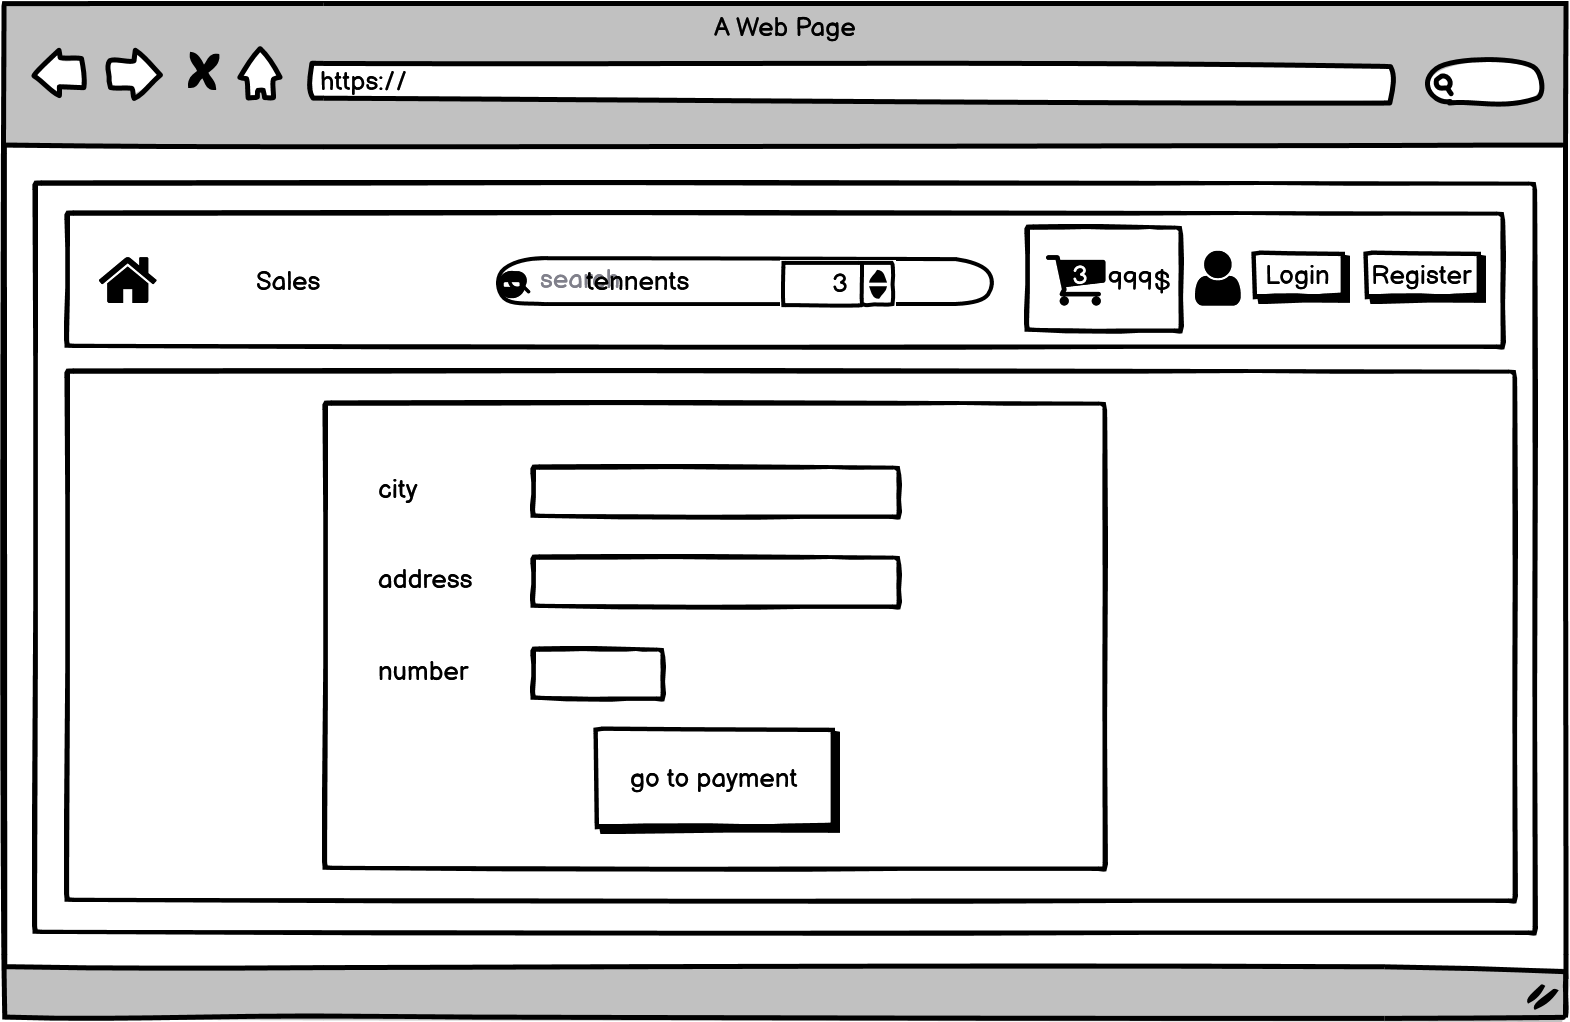 A Web Page
https://
Sales
search
tennents
3
3
999$
Login
Register
city
address
number
go to payment